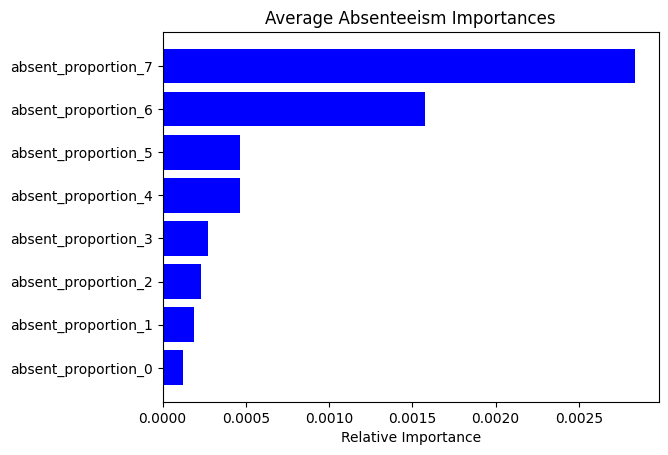 Average Absenteeism Importances
absent_proportion_7
absent_proportion_6
absent_proportion_5
absent_proportion_4
absent_proportion_3
absent_proportion_2
absent_proportion_1
absent_proportion_0
0.0000 0.0005 0.0010 0.0015 0.0020 0.0025
Relative Importance